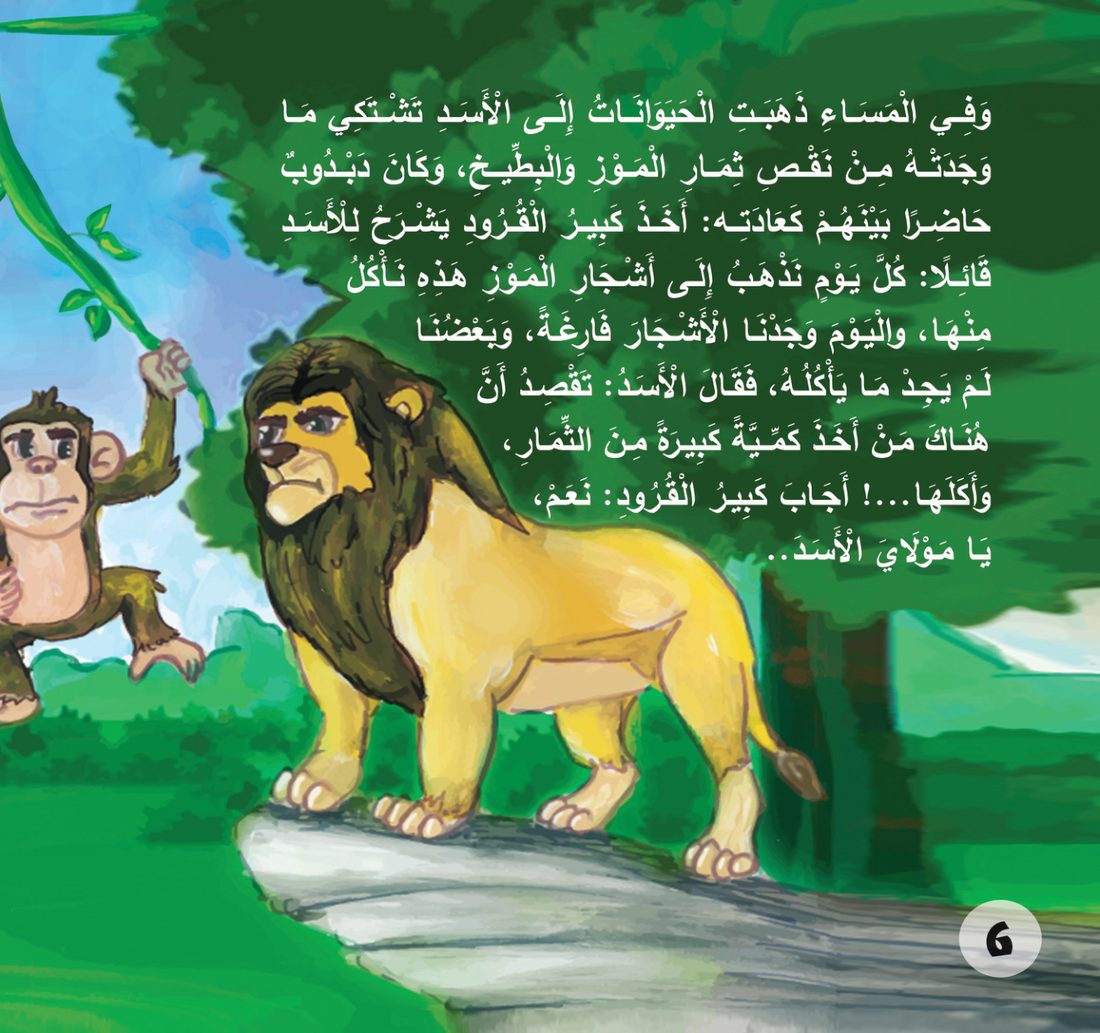 وَفِي الْمَسَاءِ ذَهَبَتِ الْحَيَوَانَاتُ إِلَى الْأَسَدِ تَشْتَكِي مَا
وَجَدَتْهُ مِنْ نَقْصِ ثِمَارِ الْمَوْزِ وَالْبِطِّيخِ، وَكَانَ دَبْدُوبٌ
حَاضِرًا بَيْنَهُمْ كَعَادَتِه: أَخَذَ كَبِيرُ الْقُرُودِ يَشْرَحُ لِلْأَسَدِ
قَائِلًا: كُلَّ يَوْمٍ نَذْهَبُ إِلَى أَشْجَارِ الْمَوْزِ هَذِهِ نَأْكُلُ
مِنْهَا، والْيَوْمَ وَجَدْنَا الْأَشْجَارَ فَارِغَةً، وَبَعْضُنَا
لَمْ يَجِدْ مَا يَأْكُلُهُ، فَقَالَ الْأَسَدُ: تَقْصِدُ أَنَّ
هُنَاكَ مَنْ أَخَذَ كَمِّيَّةً كَبِيرَةً مِنَ الثِّمَارِ،
وَأَكَلَهَا...! أَجَابَ كَبِيرُ الْقُرُودِ: نَعَمْ،
يَا مَوْلَايَ الْأَسَدَ..
6